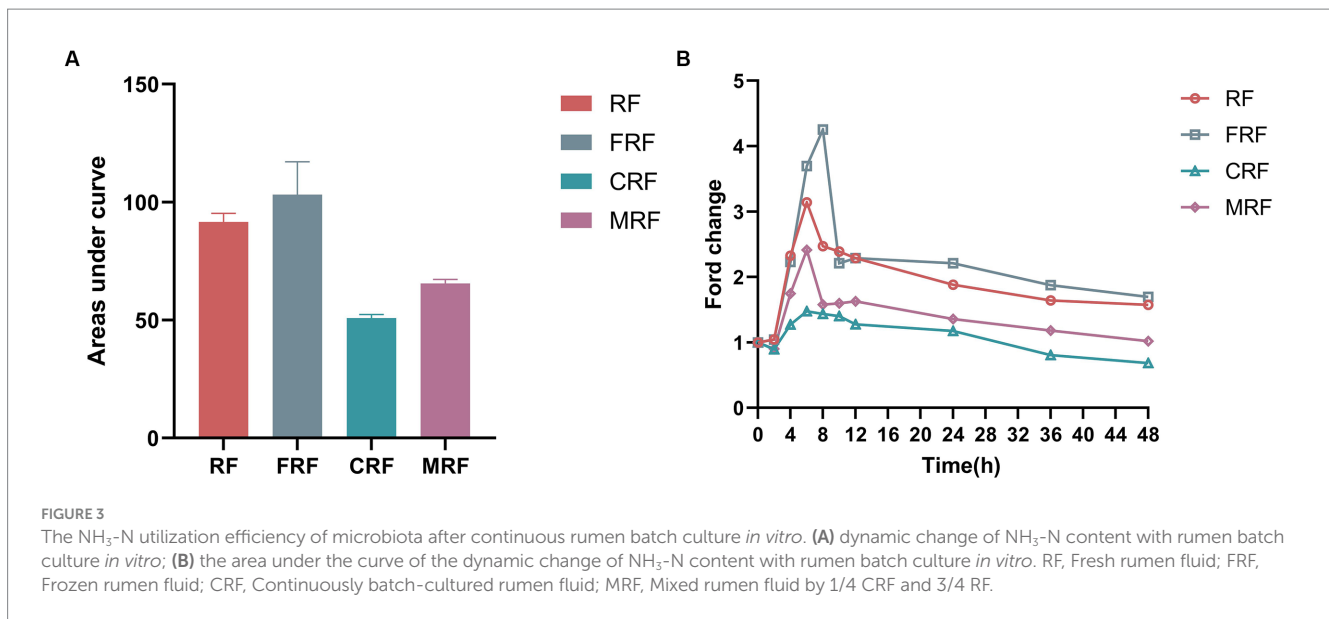 A
150
100
50
0
Areas under curve
RF
FRF
CRF
MRF
RF FRF CRF MRF
B
5
4
3
2
1
0
Ford change
0 4 8 12 16 20 24 28 32 36 40 44 48
Time(h)
RF
FRF
CRF
MRF
FIGURE 3
The NH₃-N utilization efficiency of microbiota after continuous rumen batch culture in vitro. (A) dynamic change of NH₃-N content with rumen batch
culture in vitro; (B) the area under the curve of the dynamic change of NH₃-N content with rumen batch culture in vitro. RF, Fresh rumen fluid; FRF,
Frozen rumen fluid; CRF, Continuously batch-cultured rumen fluid; MRF, Mixed rumen fluid by 1/4 CRF and 3/4 RF.